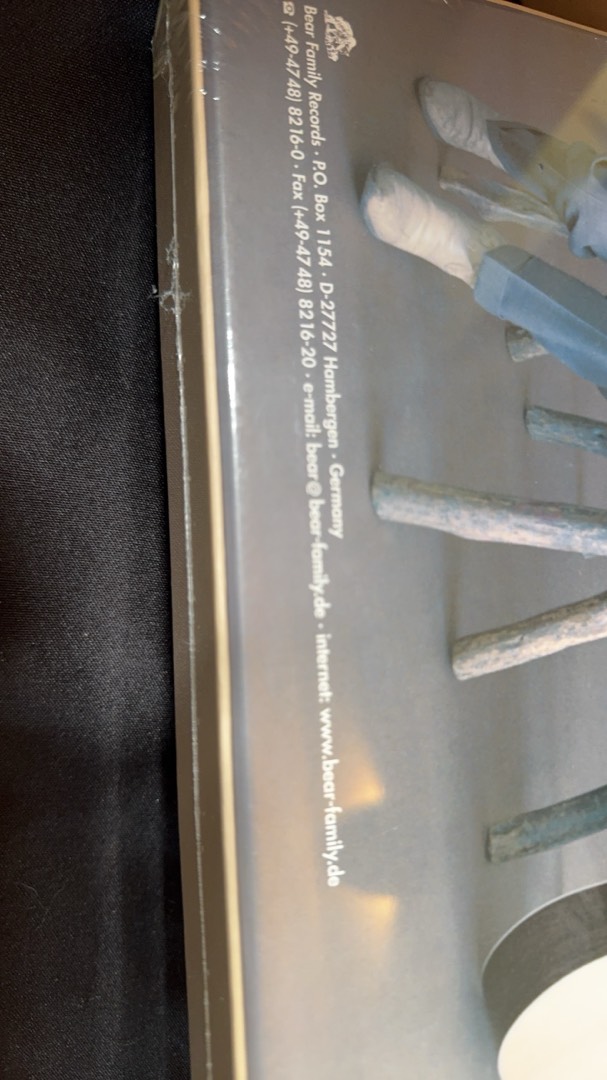 Bear Family Records · P.O. Box 1154 · D-27727 Hambergen · Germany
☎ (+49-4748) 8216-0 · Fax (+49-4748) 8216-20 · e-mail: bear@bear-family.de · internet: www.bear-family.de